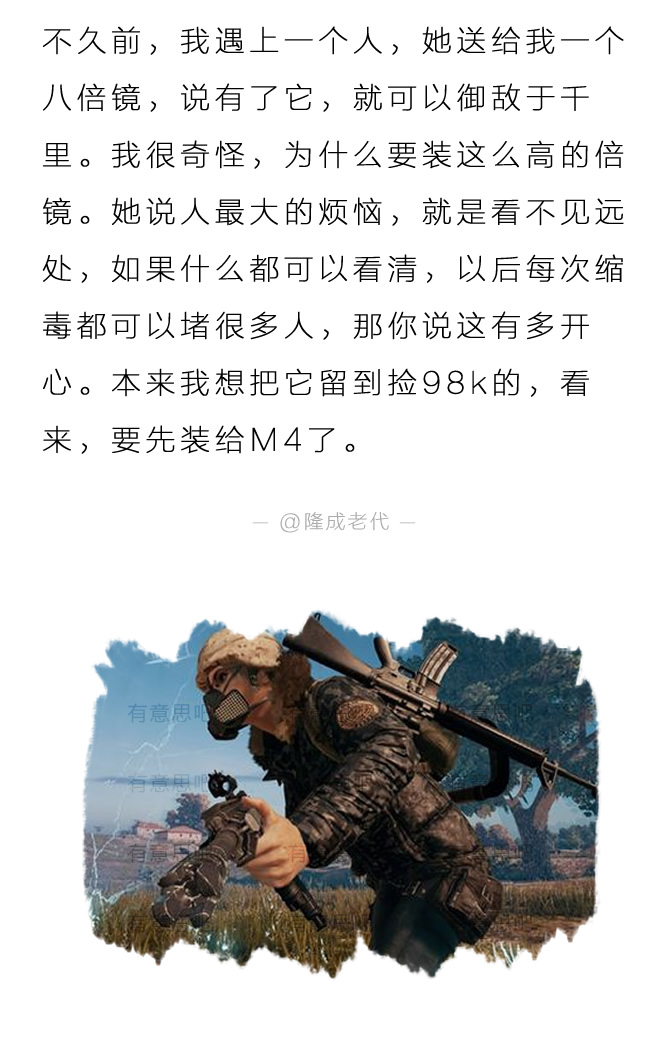 不久前，我遇上一个人，她送给我一个
八倍镜，说有了它，就可以御敌于千
里。我很奇怪，为什么要装这么高的倍
镜。她说人最大的烦恼，就是看不见远
处，如果什么都可以看清，以后每次缩
毒都可以堵很多人，那你说这有多开
心。本来我想把它留到捡98k的，看
来，要先装给M4了。
— @隆成老代 —
有意思吧
有意思吧